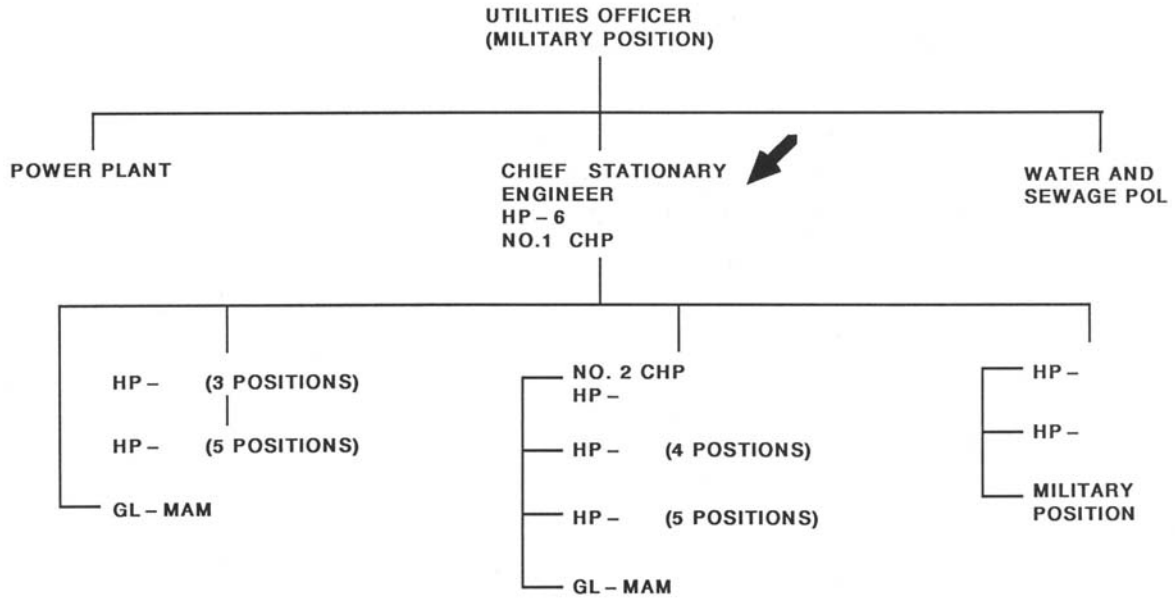 UTILITIES OFFICER
(MILITARY POSITION)
POWER PLANT
CHIEF STATIONARY
ENGINEER
HP-6
NO.1 CHP
WATER AND
SEWAGE POL
HP- (3 POSITIONS)
HP- (5 POSITIONS)
GL-MAM
NO. 2 CHP
HP-
HP- (4 POSTIONS)
HP- (5 POSITIONS)
GL-MAM
HP-
HP-
MILITARY
POSITION